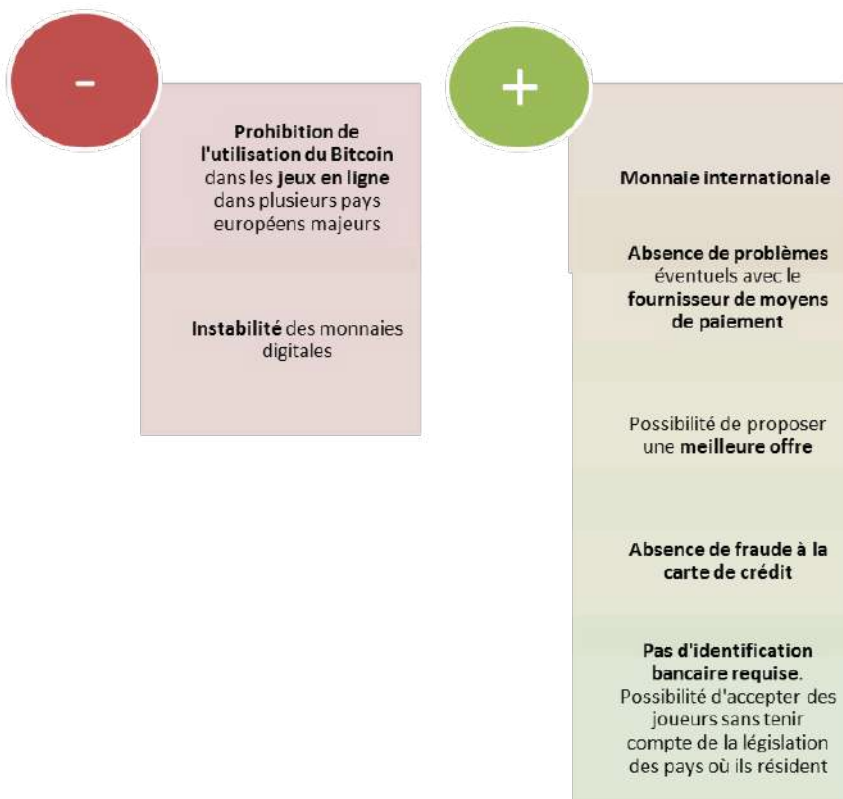 -
Prohibition de
l'utilisation du Bitcoin
dans les jeux en ligne
dans plusieurs pays
européens majeurs
Instabilité des monnaies
digitales
+
Monnaie internationale
Absence de problèmes
éventuels avec le
fournisseur de moyens
de paiement
Possibilité de proposer
une meilleure offre
Absence de fraude à la
carte de crédit
Pas d'identification
bancaire requise.
Possibilité d'accepter des
joueurs sans tenir
compte de la législation
des pays où ils résident